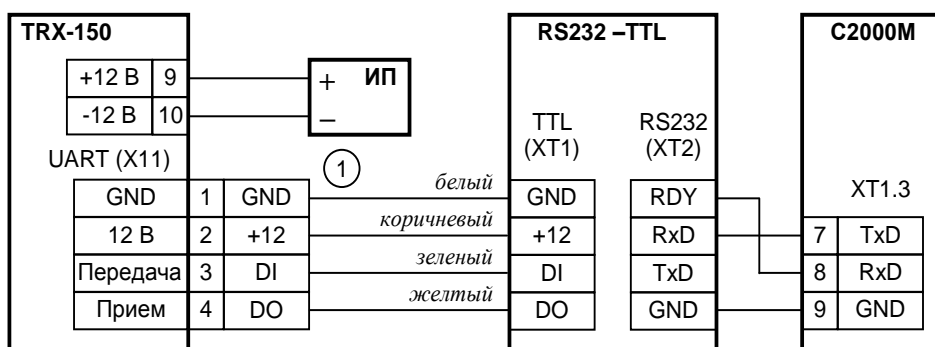 TRX-150
RS232 –TTL
C2000M
+12 В 9
+ ИП
-12 В 10
–
TTL
(XT1)
RS232
(XT2)
UART (X11)
1
XT1.3
GND 1 GND белый GND RDY
12 В 2 +12 коричневый +12 RxD 7 TxD
Передача 3 DI зеленый DI TxD 8 RxD
Прием 4 DO желтый DO GND 9 GND